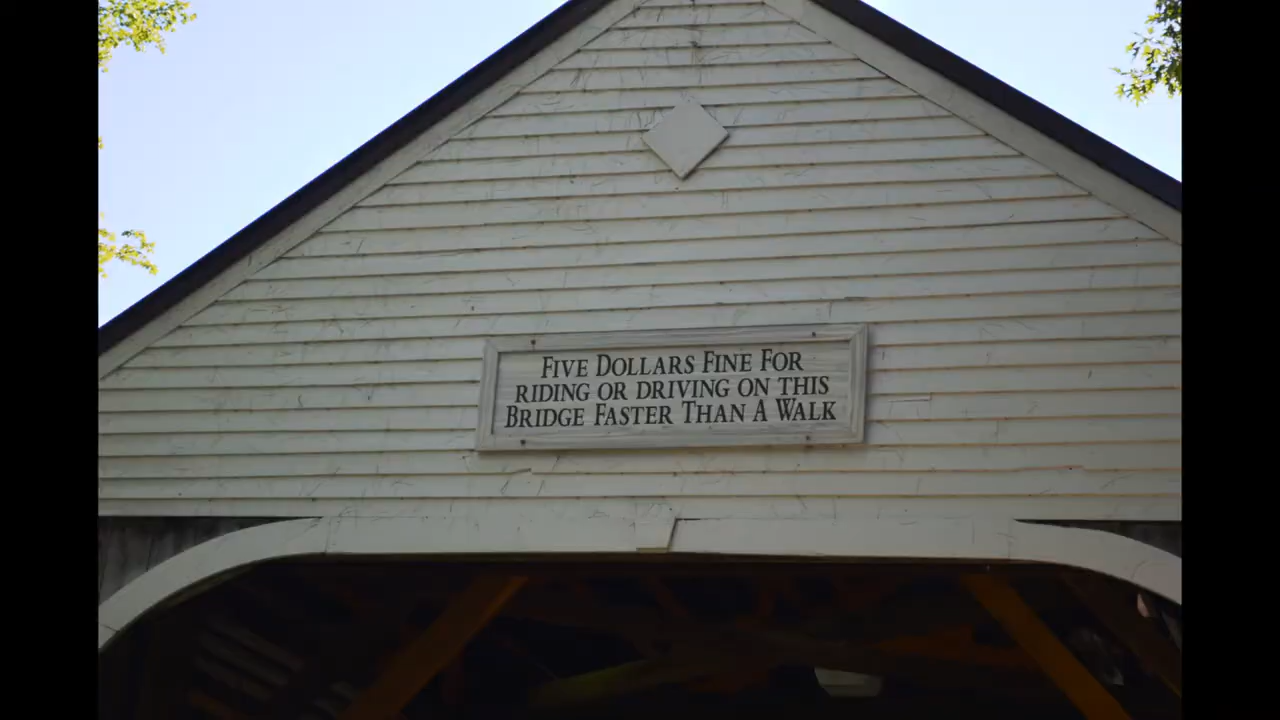 FIVE DOLLARS FINE FOR
RIDING OR DRIVING ON THIS
BRIDGE FASTER THAN A WALK